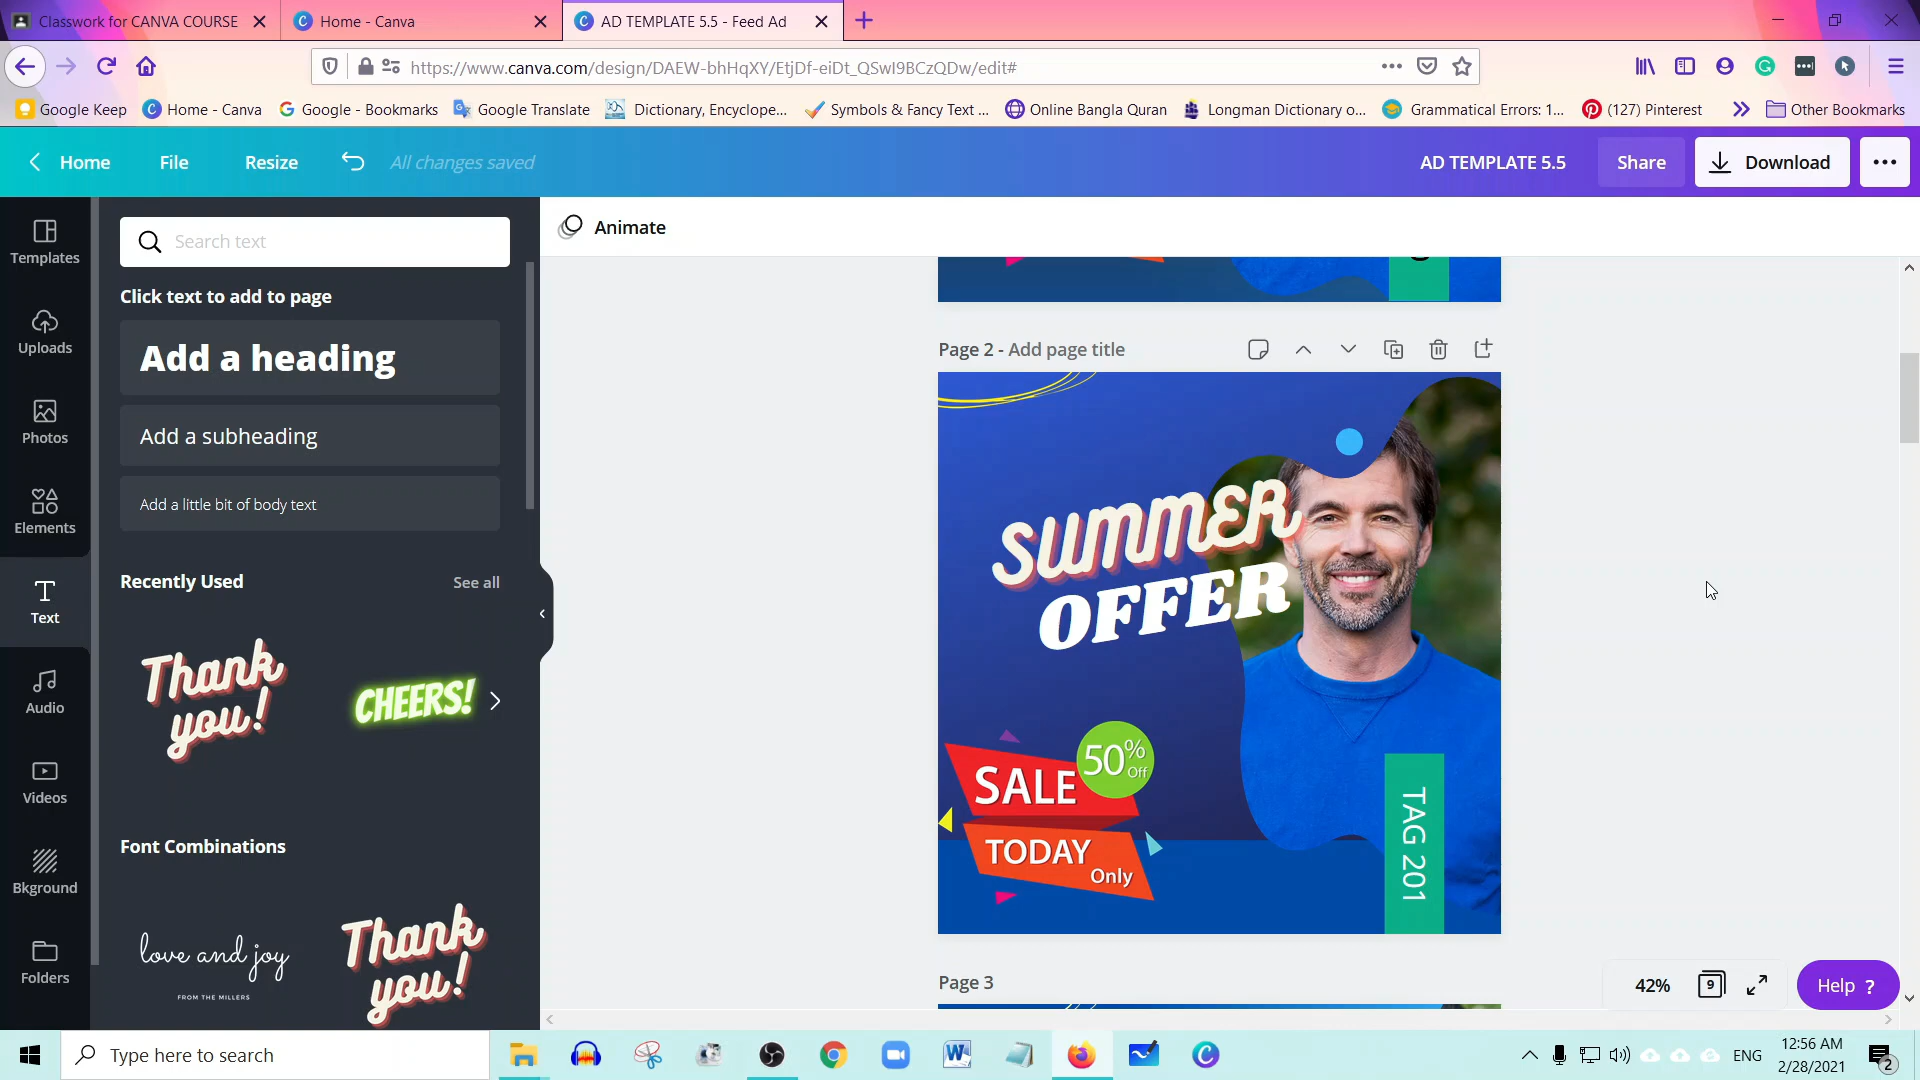 Classwork for CANVA COURSE
Home - Canva
AD TEMPLATE 5.5 - Feed Ad
https://www.canva.com/design/DAEW-bhHqXY/EtjDf-eiDt_QSwI9BCzQDw/edit#
Google Keep
Home - Canva
Google - Bookmarks
Google Translate
Dictionary, Encyclope...
Symbols & Fancy Text ...
Online Bangla Quran
Longman Dictionary o...
Grammatical Errors: 1...
(127) Pinterest
Other Bookmarks
Home
File
Resize
All changes saved
AD TEMPLATE 5.5
Share
Download
Templates
Uploads
Photos
Elements
Text
Audio
Videos
Bkground
Folders
Search text
Click text to add to page
Add a heading
Add a subheading
Add a little bit of body text
Recently Used
See all
Thank
you!
CHEERS!
Font Combinations
love and joy
FROM THE MILLERS
Thank
you!
Animate
Page 2 - Add page title
SUMMER
OFFER
SALE
50%
Off
TODAY
Only
TAG 201
Page 3
42%
9
Help ?
Type here to search
ENG
12:56 AM
2/28/2021
2